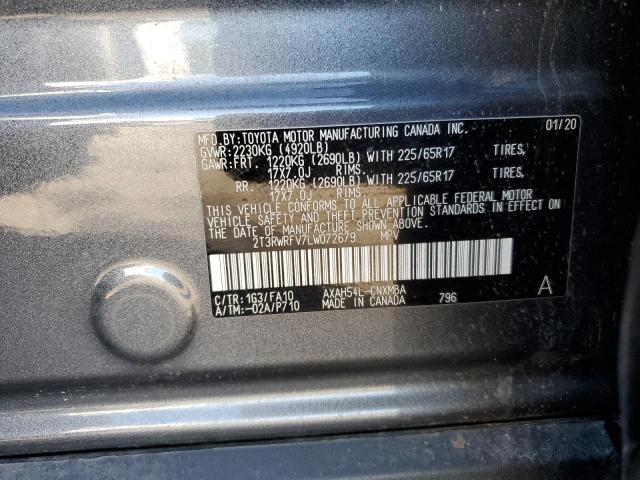 MFD. BY: TOYOTA MOTOR MANUFACTURING CANADA INC. 01/20
GVWR: 2230KG (4920LB)
GAWR: FRT. 1220KG (2690LB) WITH 225/65R17 TIRES,
17X7.0J RIMS.
RR. 1220KG (2690LB) WITH 225/65R17 TIRES,
17X7.0J RIMS.
THIS VEHICLE CONFORMS TO ALL APPLICABLE FEDERAL MOTOR
VEHICLE SAFETY AND THEFT PREVENTION STANDARDS IN EFFECT ON
THE DATE OF MANUFACTURE SHOWN ABOVE.
2T3RWRFV7LW072679 MPV
C/TR: 1G3/FA10 AXAH54L-CNXMBA A
A/TM: -02A/P710 MADE IN CANADA 796